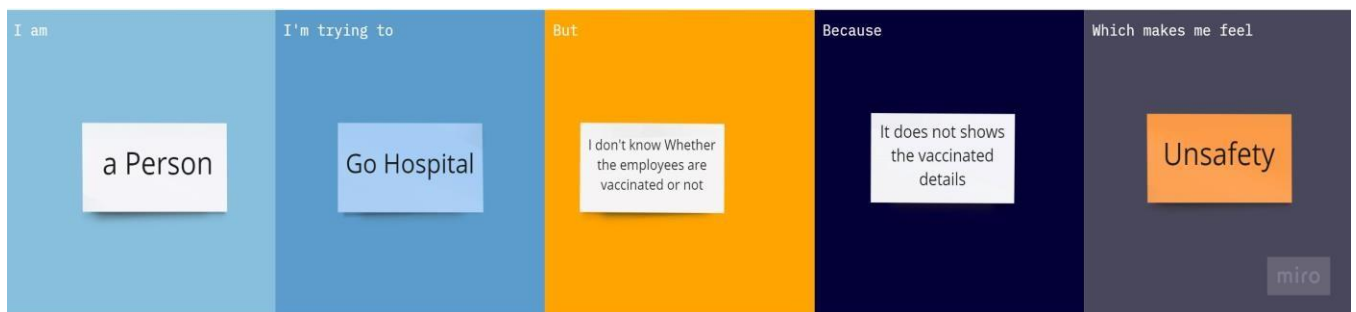 I am
a Person
I'm trying to
Go Hospital
But
I don't know Whether
the employees are
vaccinated or not
Because
It does not shows
the vaccinated
details
Which makes me feel
Unsafety
miro